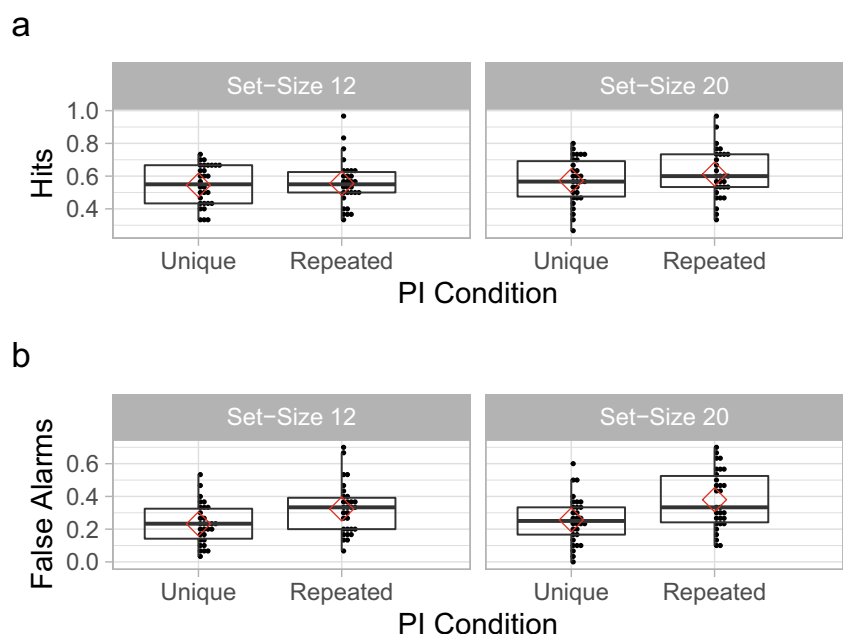 a
Set−Size 12
Set−Size 20
Hits
1.0
0.8
0.6
0.4
Unique
Repeated
Unique
Repeated
PI Condition
b
Set−Size 12
Set−Size 20
False Alarms
0.6
0.4
0.2
0.0
Unique
Repeated
Unique
Repeated
PI Condition